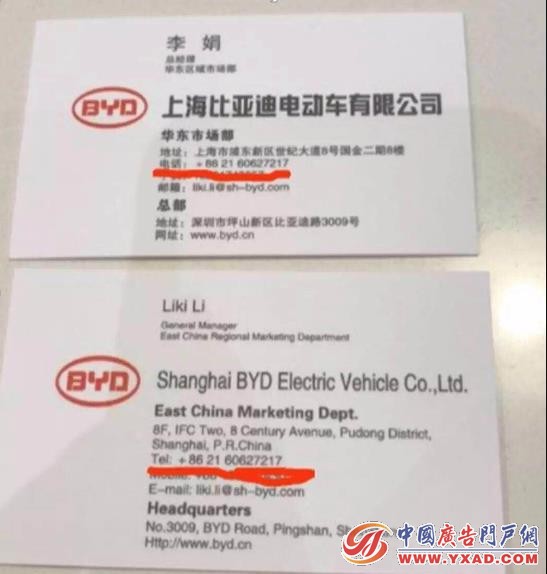 李 娟
总经理
华东区域市场部
BYD
上海比亚迪电动车有限公司
华东市场部
地址：上海市浦东新区世纪大道8号国金二期8楼
电话：+86 21 60627217
邮箱：liki.li@sh-byd.com
总部
地址：深圳市坪山新区比亚迪路3009号
网址：www.byd.cn
Liki Li
General Manager
East China Regional Marketing Department
BYD
Shanghai BYD Electric Vehicle Co.,Ltd.
East China Marketing Dept.
8F, IFC Two, 8 Century Avenue, Pudong District,
Shanghai, P.R.China
Tel: +86 21 60627217
E-mail: liki.li@sh-byd.com
Headquarters
No.3009, BYD Road, Pingshan,
Http://www.byd.cn
中國廣告門戶網
www.YXAD.com